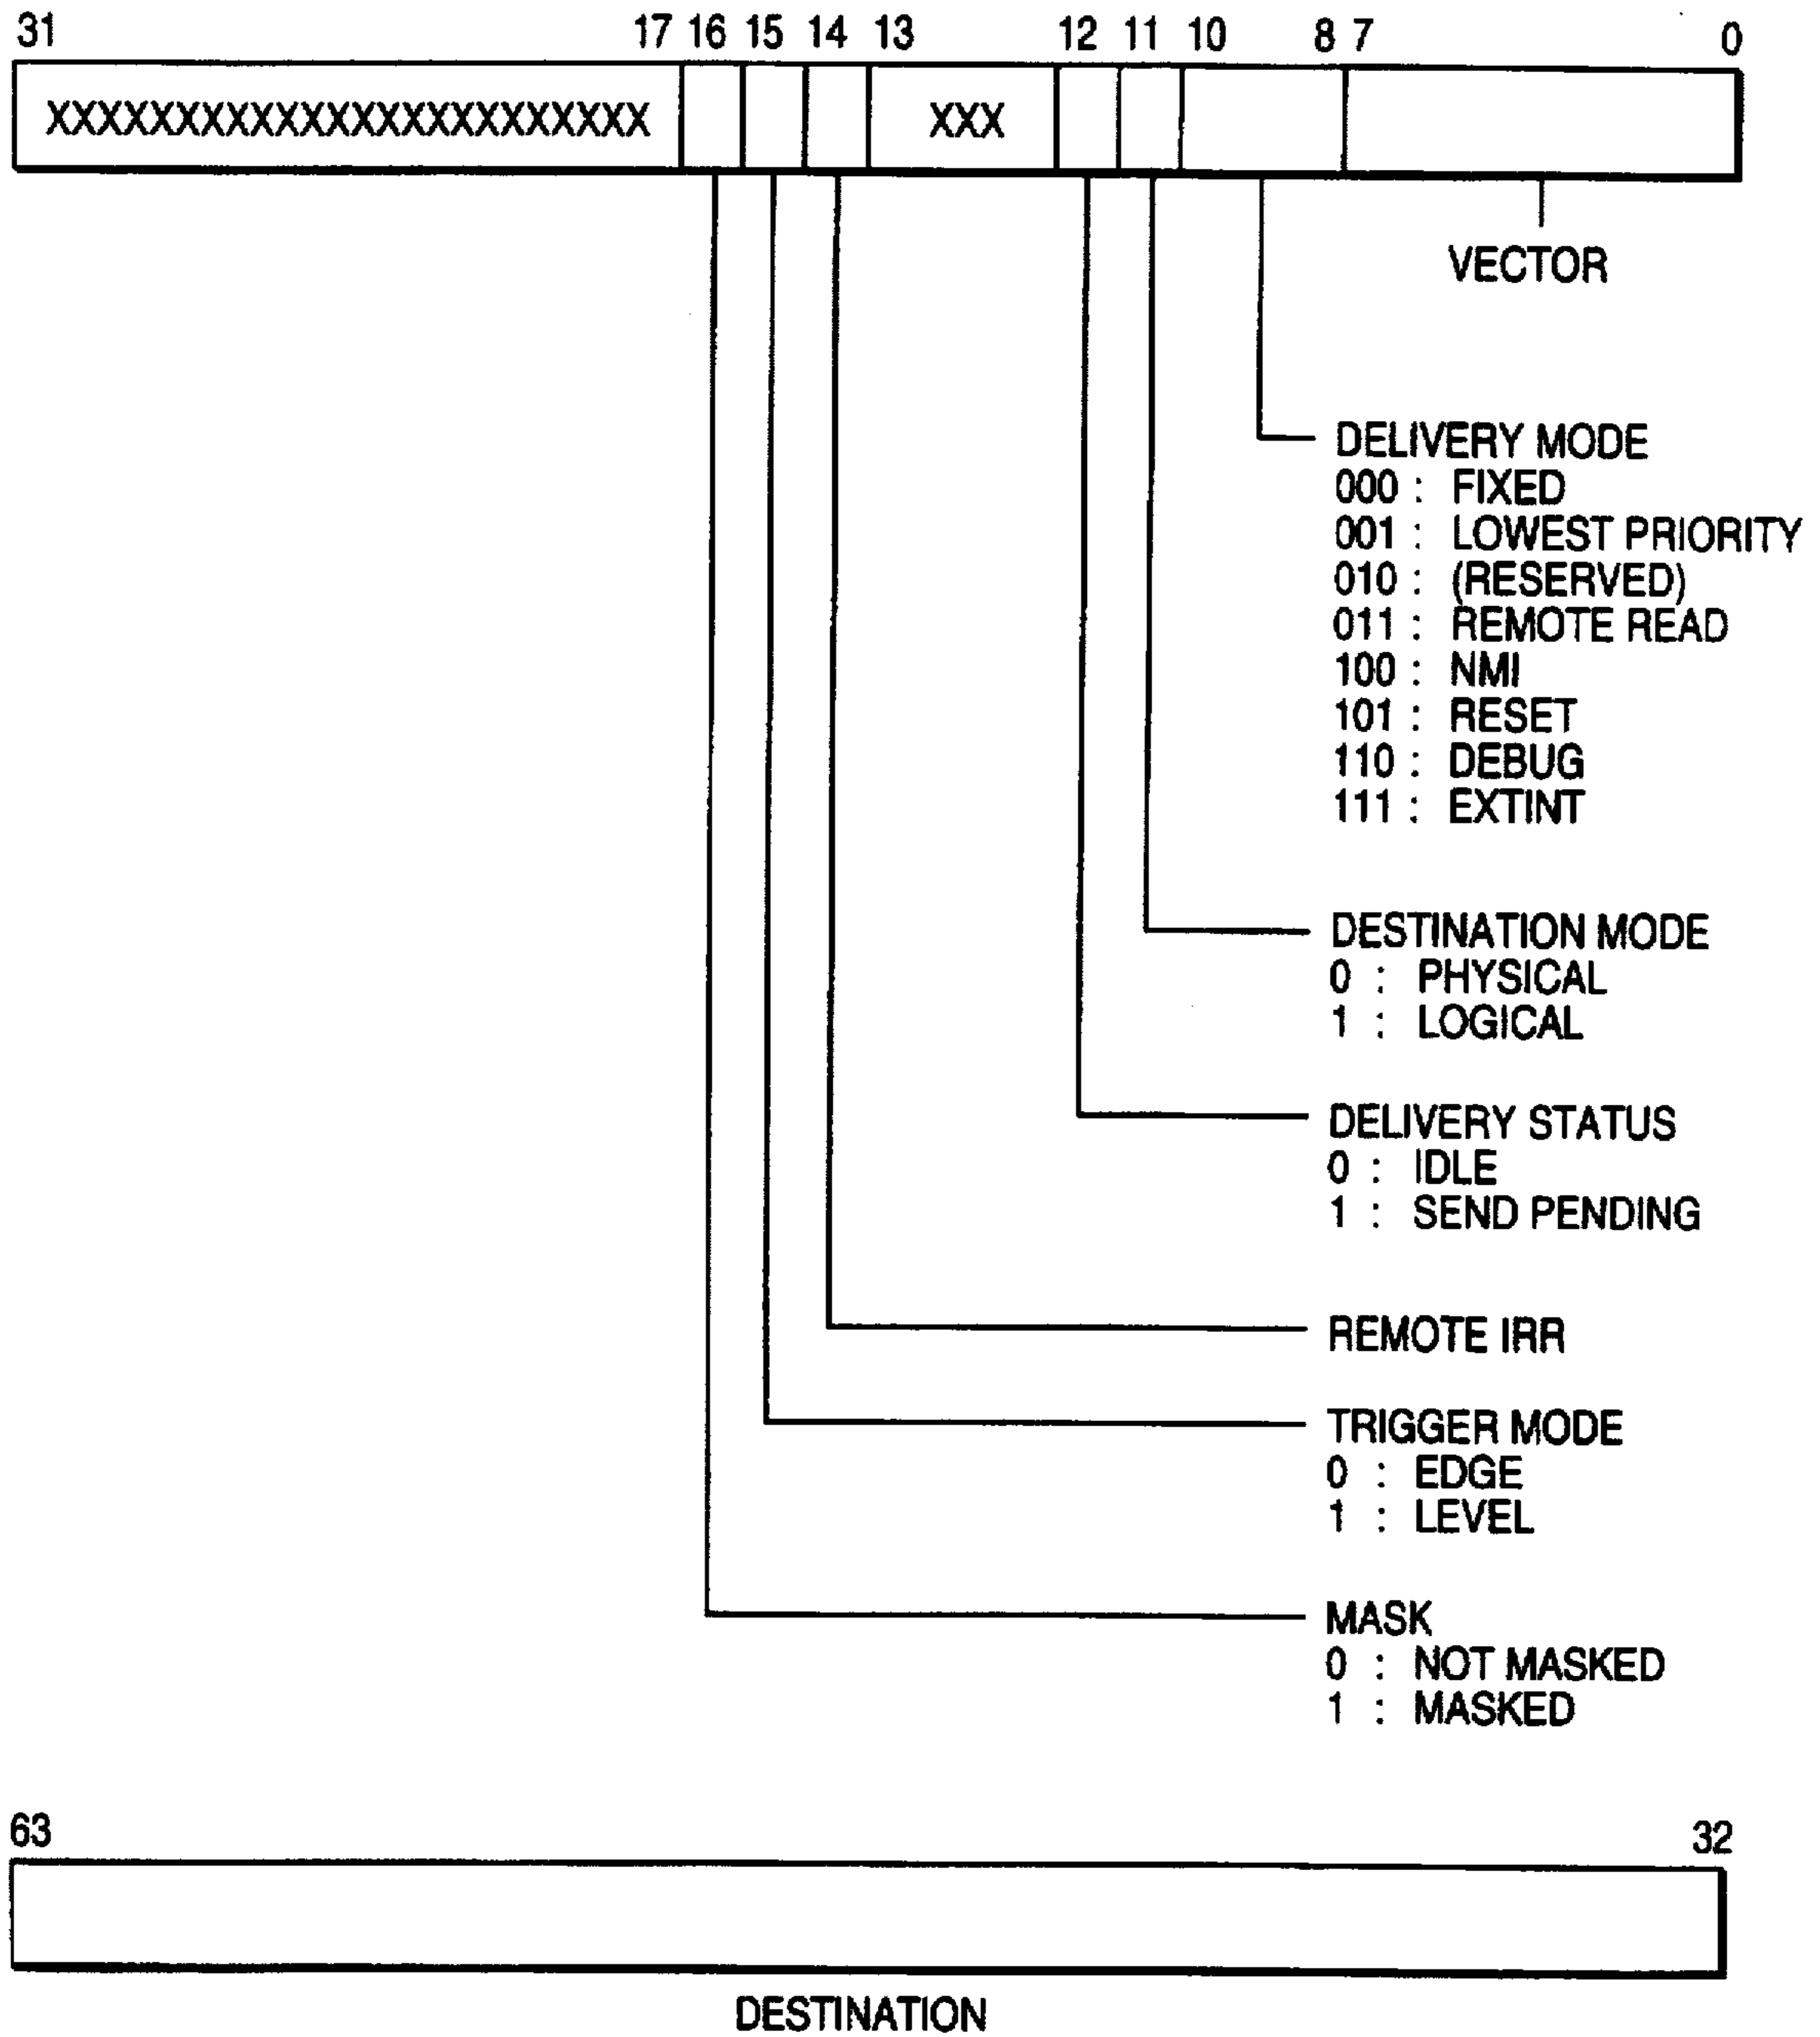 31 17 16 15 14 13 12 11 10 8 7 0
XXXXXXXXXXXXXXXXXXXXXXXX XXX
VECTOR
DELIVERY MODE
000 : FIXED
001 : LOWEST PRIORITY
010 : (RESERVED)
011 : REMOTE READ
100 : NMI
101 : RESET
110 : DEBUG
111 : EXTINT
DESTINATION MODE
0 : PHYSICAL
1 : LOGICAL
DELIVERY STATUS
0 : IDLE
1 : SEND PENDING
REMOTE IRR
TRIGGER MODE
0 : EDGE
1 : LEVEL
MASK
0 : NOT MASKED
1 : MASKED
63 32
DESTINATION